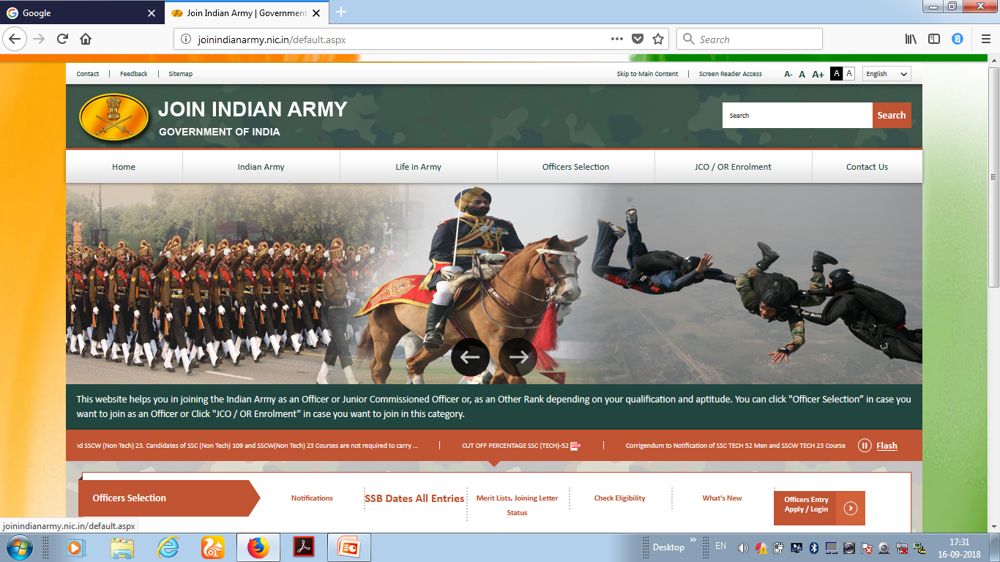 Google
Join Indian Army | Government
joinindianarmy.nic.in/default.aspx
Search
Contact | Feedback | Sitemap
Skip to Main Content | Screen Reader Access
A- A A+ A A English
JOIN INDIAN ARMY
GOVERNMENT OF INDIA
Search Search
Home Indian Army Life in Army Officers Selection JCO / OR Enrolment Contact Us
This website helps you in joining the Indian Army as an Officer or Junior Commissioned Officer or, as an Other Rank depending on your qualification and aptitude. You can click "Officer Selection” in case you
want to join as an Officer or Click "JCO / OR Enrolment” in case you want to join in this category.
nd SSCW (Non Tech) 23. Candidates of SSC (Non Tech) 109 and SSCW(Non Tech) 23 Courses are not required to carry ... | CUT OFF PERCENTAGE SSC (TECH)-52 PDF | Corrigendum to Notification of SSC TECH 52 Men and SSCW TECH 23 Course Flash
Officers Selection
Notifications
SSB Dates All Entries
Merit Lists, Joining Letter
Status
Check Eligibility
What's New
Officers Entry
Apply / Login
joinindianarmy.nic.in/default.aspx
Desktop » EN
17:31
16-09-2018